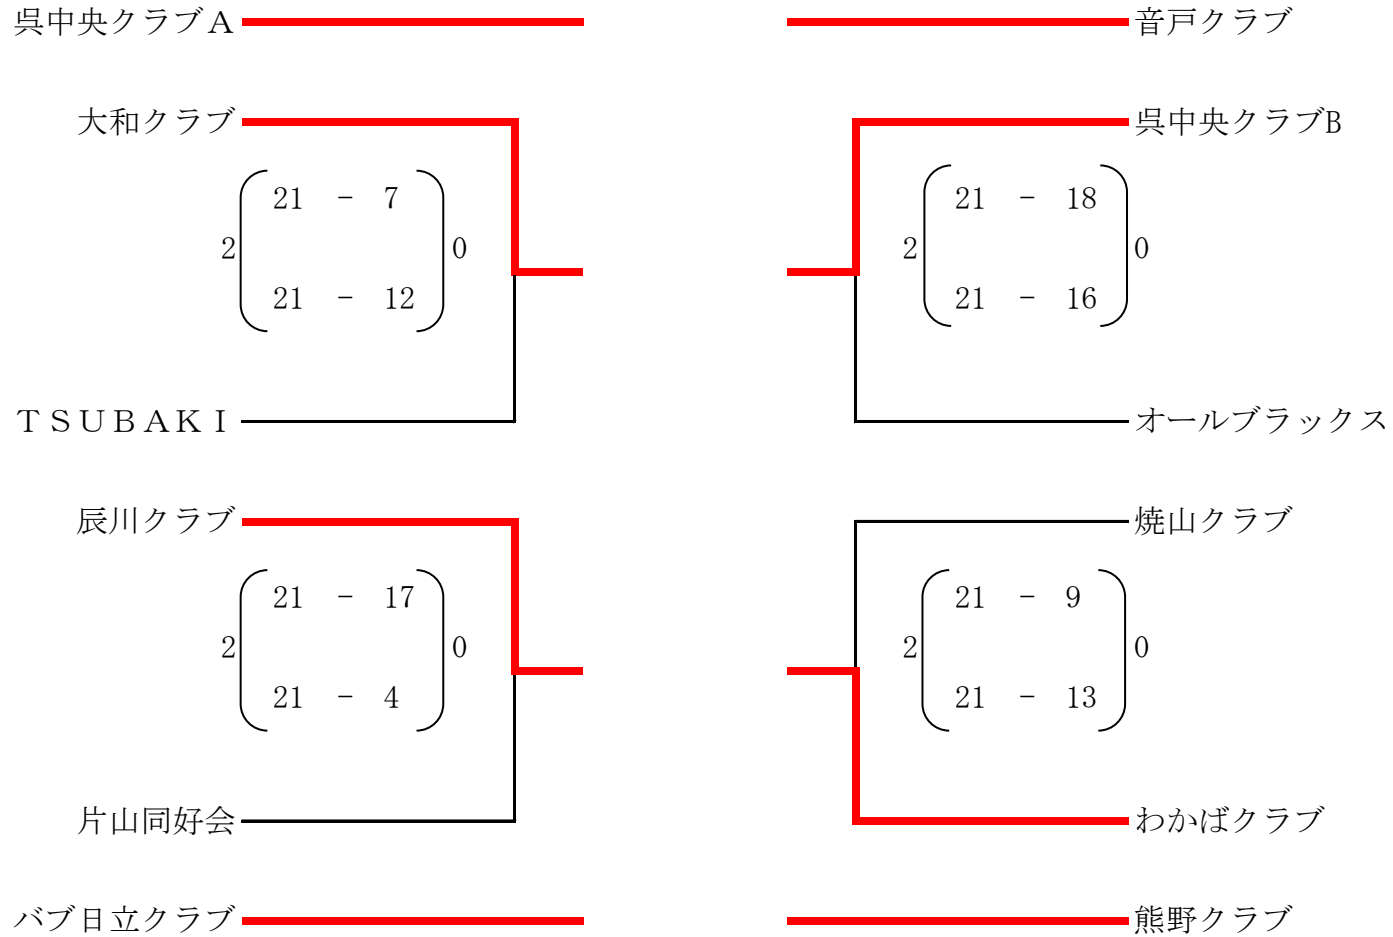 呉中央クラブＡ
音戸クラブ
大和クラブ
呉中央クラブB
21 - 7
21 - 18
2 0
2 0
21 - 12
21 - 16
ＴＳＵＢＡＫＩ
オールブラックス
辰川クラブ
焼山クラブ
21 - 17
21 - 9
2 0
2 0
21 - 4
21 - 13
片山同好会
わかばクラブ
バブ日立クラブ
熊野クラブ